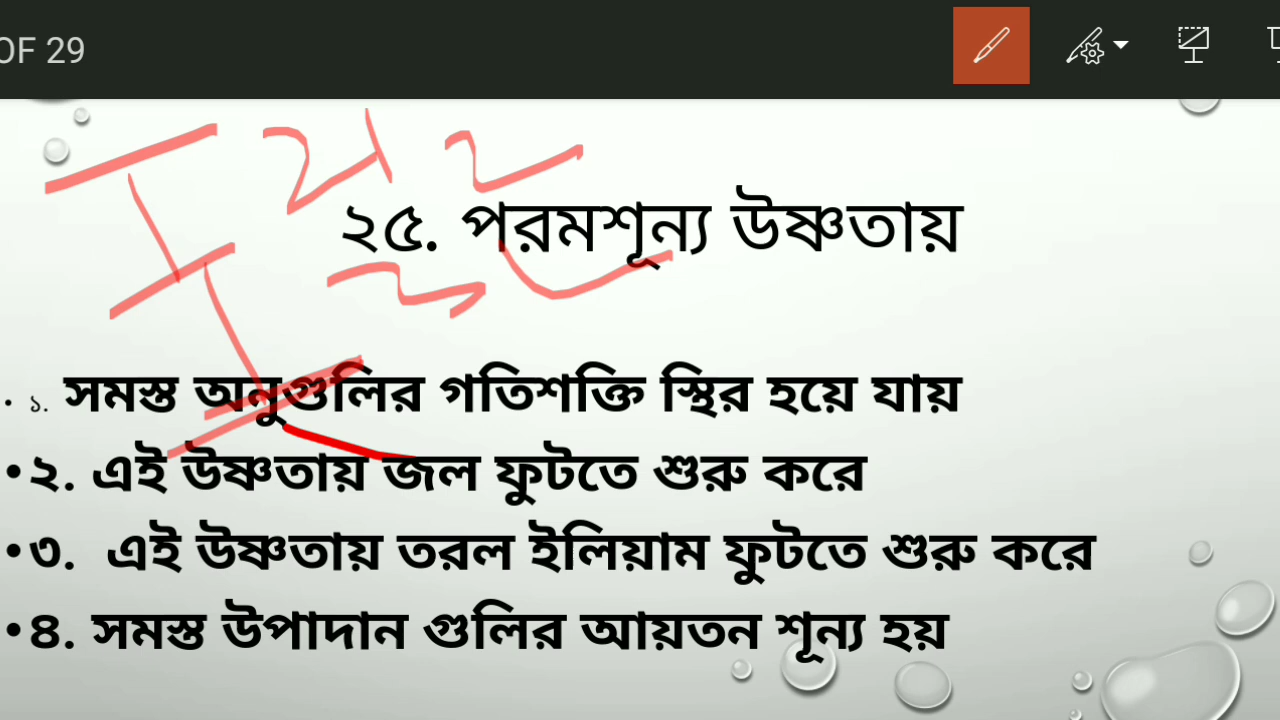 OF 29
২৫. পরমশূন্য উষ্ণতায়
• ১. সমস্ত অনুগুলির গতিশক্তি স্থির হয়ে যায়
•২. এই উষ্ণতায় জল ফুটতে শুরু করে
•৩. এই উষ্ণতায় তরল ইলিয়াম ফুটতে শুরু করে
•৪. সমস্ত উপাদান গুলির আয়তন শূন্য হয়